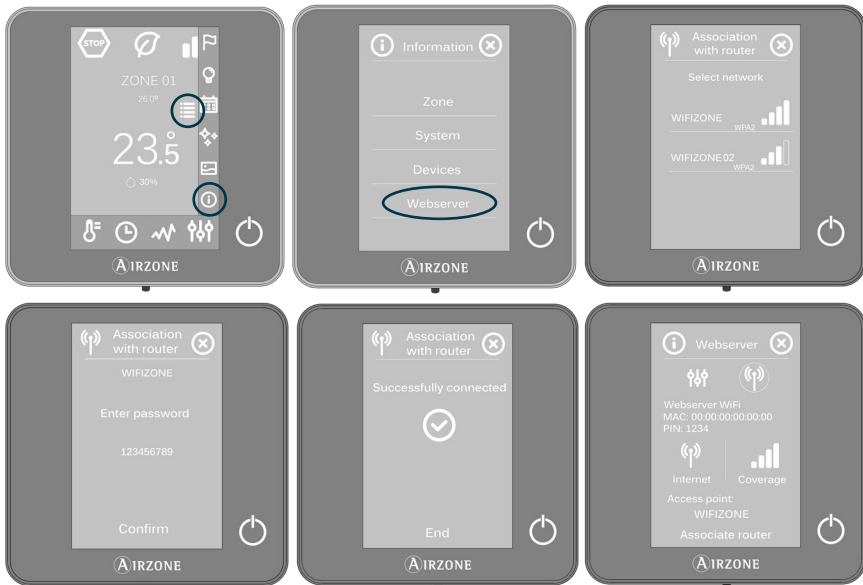 STOP
ZONE 01
26.0º
23.5°
30%
AIRZONE
Information
Zone
System
Devices
Webserver
AIRZONE
Association
with router
Select network
WIFIZONE
WPA2
WIFIZONE 02
WPA2
AIRZONE
Association
with router
WIFIZONE
Enter password
123456789
Confirm
AIRZONE
Association
with router
Successfully connected
End
AIRZONE
Webserver
Webserver WiFi
MAC: 00:00:00:00:00:00
PIN: 1234
Internet Coverage
Access point:
WIFIZONE
Associate router
AIRZONE